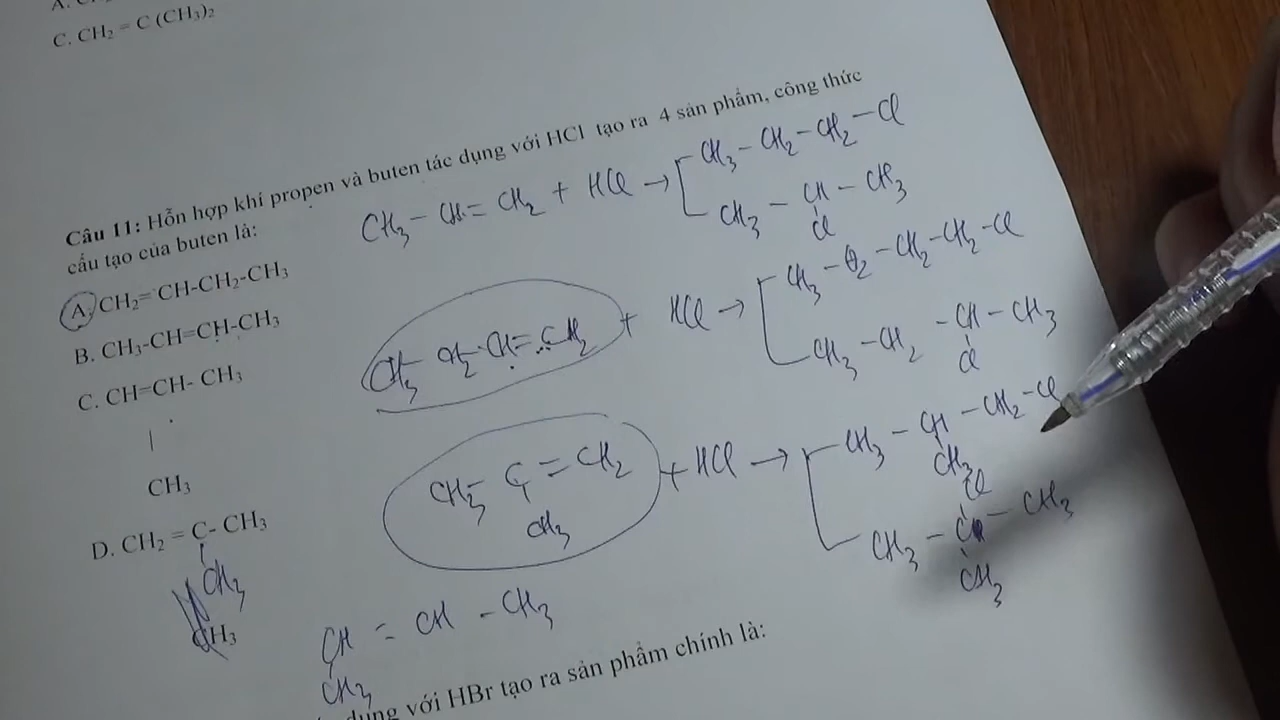 C. CH₂ = C (CH₃)₂
Câu 11: Hỗn hợp khí propen và buten tác dụng với HCl tạo ra 4 sản phẩm, công thức
cấu tạo của buten là:
CH₃ - CH = CH₂ + HCl → CH₃ - CH₂ - CH₂ - Cl
CH₃ - CH - CH₃
Cl
A. CH₂= CH-CH₂-CH₃
B. CH₃-CH=CH-CH₃
C. CH=CH- CH₃
|
CH₃
D. CH₂ = C- CH₃
CH₃
CH₃
CH₃ CH₂ CH = CH₂ + HCl →
- CH₂ - CH₂ - Cl
CH₃ - CH₂ - CH - CH₃
Cl
CH₃ C = CH₂ + HCl → CH₃ - CH - CH₂ - Cl
CH₃
CH₃
Cl
CH₃ - C - CH₃
CH₃
CH = CH - CH₃
CH₃
dụng với HBr tạo ra sản phẩm chính là: